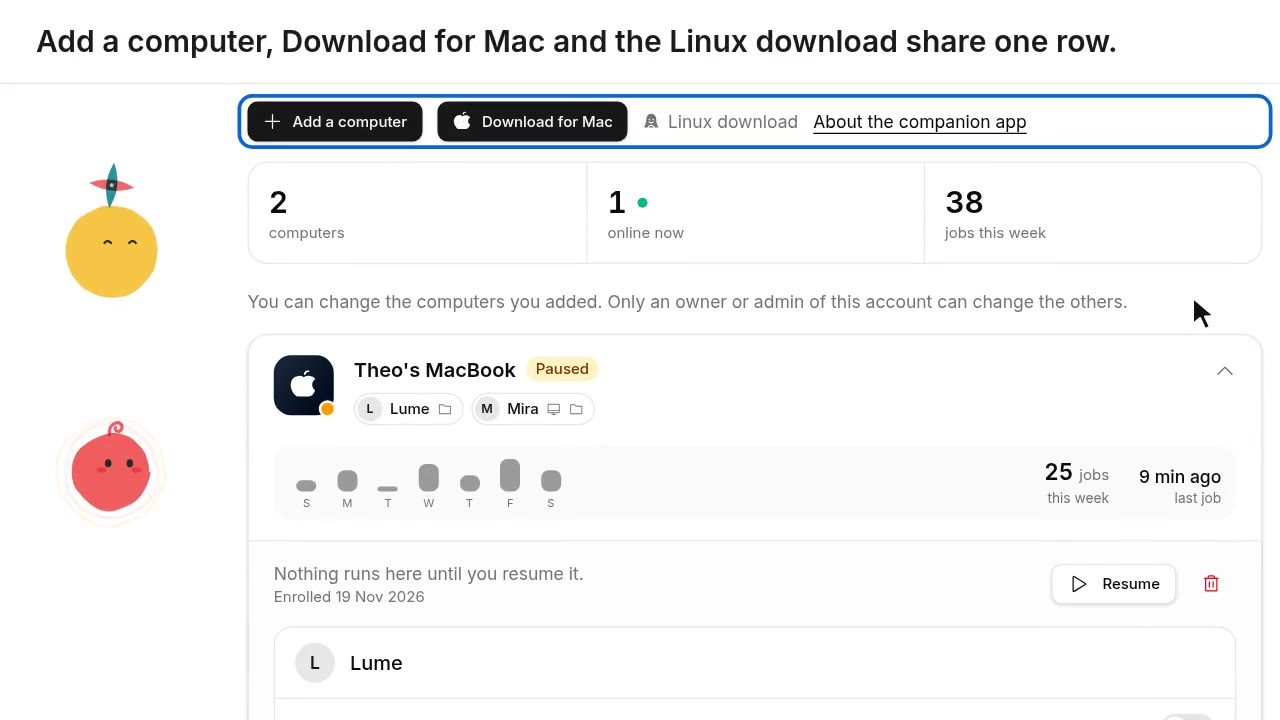 Add a computer, Download for Mac and the Linux download share one row.
Add a computer Download for Mac Linux download About the companion app
2 1 38
computers online now jobs this week
You can change the computers you added. Only an owner or admin of this account can change the others.
Theo's MacBook Paused
L Lume M Mira
25 jobs 9 min ago
S M T W T F S this week last job
Nothing runs here until you resume it.
Enrolled 19 Nov 2026
Resume
L Lume